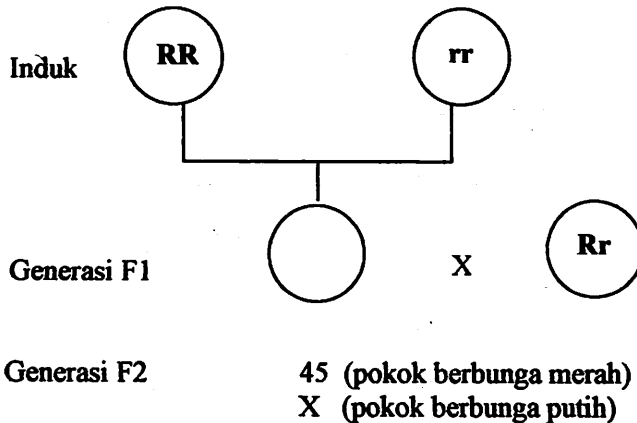 Induk RR rr
Generasi F1 X Rr
Generasi F2 45 (pokok berbunga merah)
X (pokok berbunga putih)